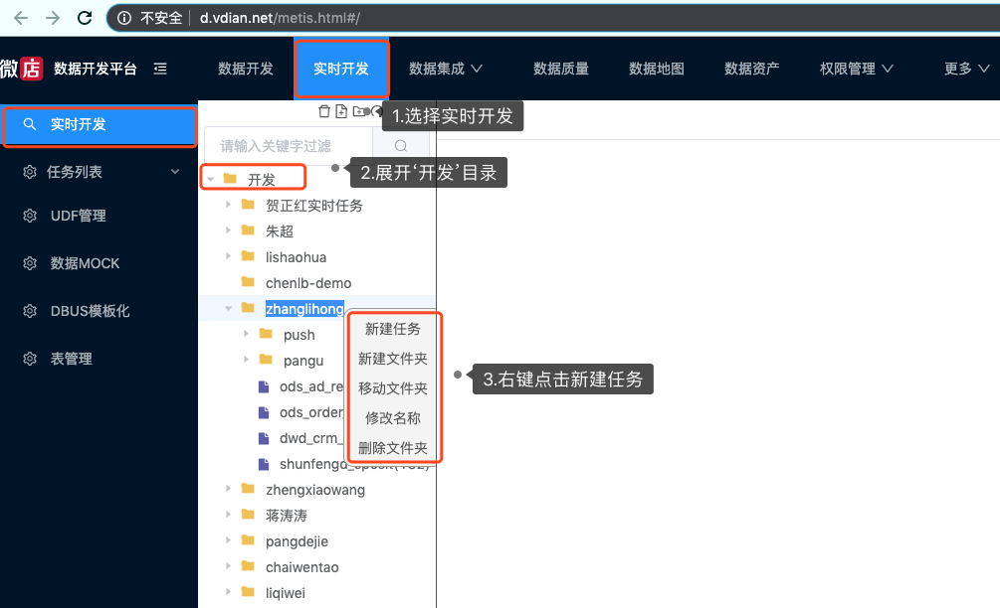 不安全 d.vdian.net/metis.html#/
微店 数据开发平台 数据开发 实时开发 数据集成 数据质量 数据地图 数据资产 权限管理 更多
实时开发
任务列表
UDF管理
数据MOCK
DBUS模板化
表管理
1.选择实时开发
请输入关键字过滤
2.展开‘开发’目录
开发
贺正红实时任务
朱超
lishaohua
chenlb-demo
zhanglihong
push
pangu
ods_ad_re
ods_order_
dwd_crm_
shunfengd
zhengxiaowang
蒋涛涛
pangdejie
chaiwentao
liqiwei
新建任务
新建文件夹
移动文件夹
修改名称
删除文件夹
3.右键点击新建任务